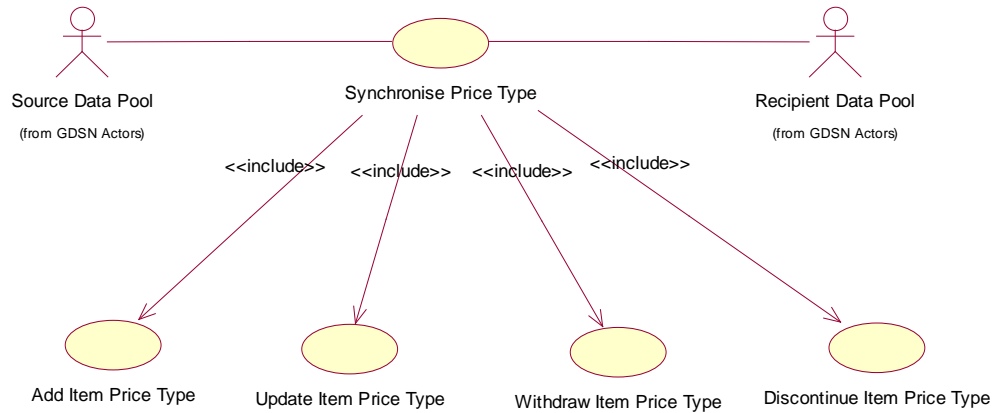 Source Data Pool
(from GDSN Actors)
Synchronise Price Type
Recipient Data Pool
(from GDSN Actors)
<<include>>
<<include>>
<<include>>
<<include>>
Add Item Price Type
Update Item Price Type
Withdraw Item Price Type
Discontinue Item Price Type